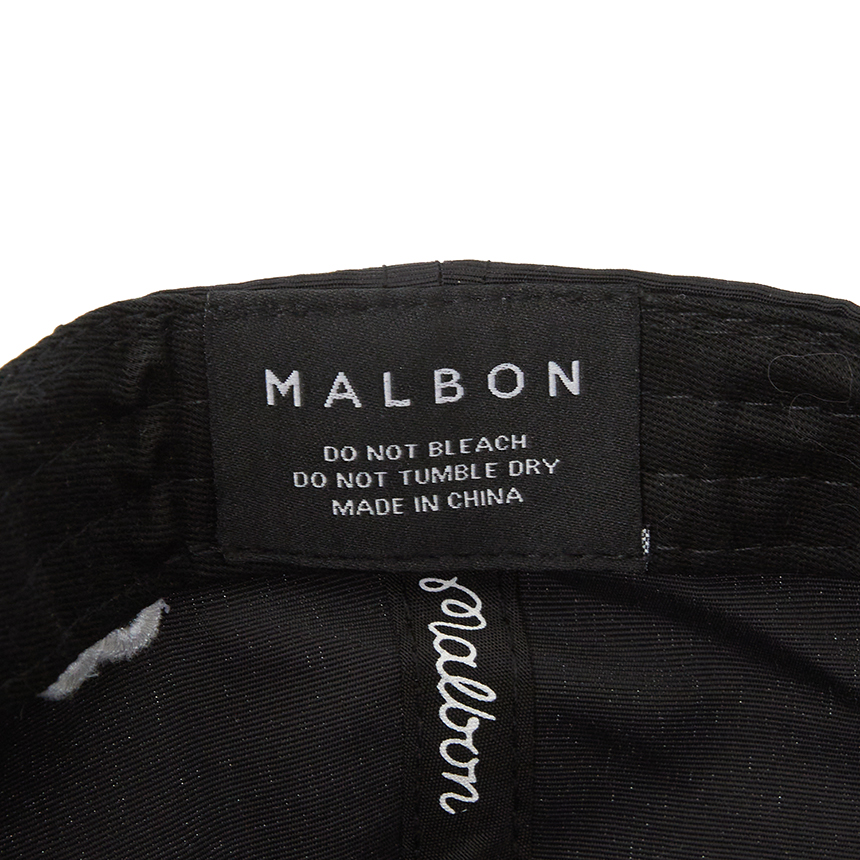 MALBON
DO NOT BLEACH
DO NOT TUMBLE DRY
MADE IN CHINA
Malbon